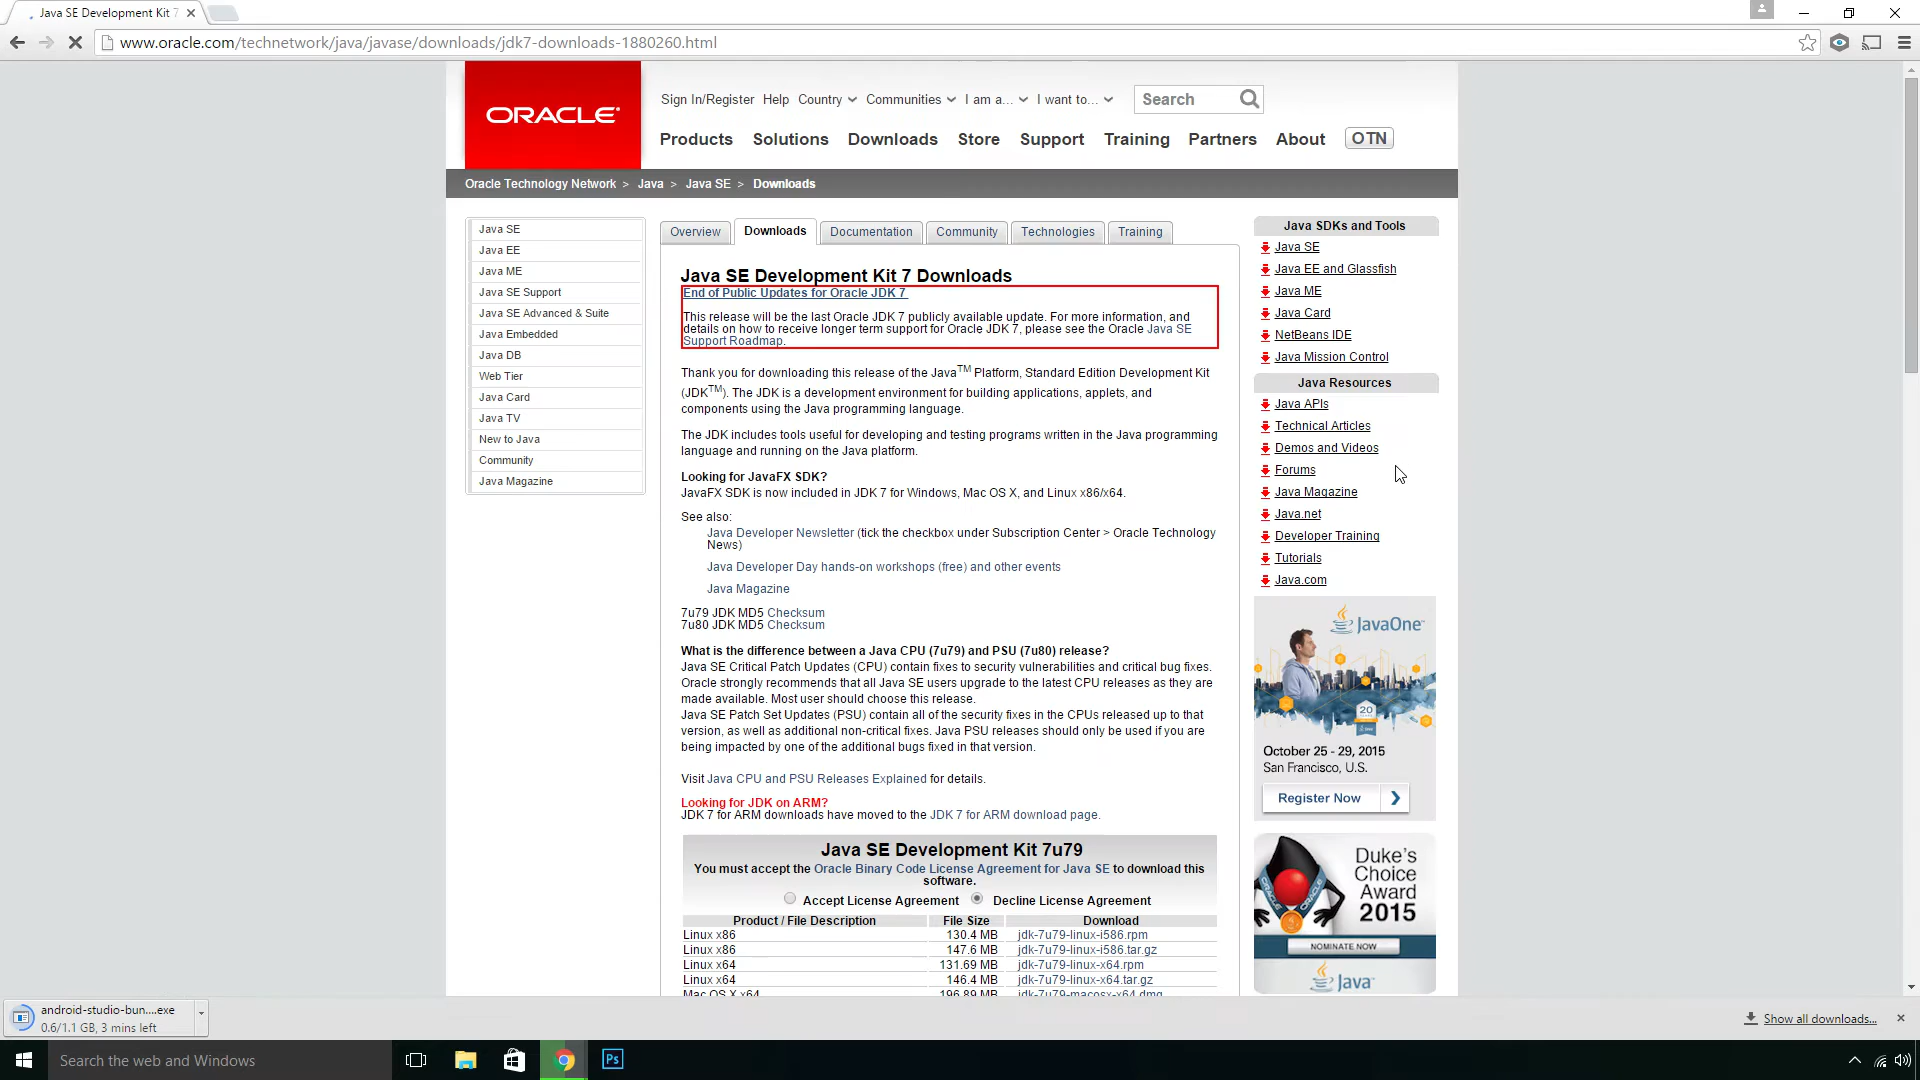 Java SE Development Kit 7
www.oracle.com/technetwork/java/javase/downloads/jdk7-downloads-1880260.html
ORACLE
Sign In/Register Help Country Communities I am a... I want to... Search
Products Solutions Downloads Store Support Training Partners About OTN
Oracle Technology Network > Java > Java SE > Downloads
Java SE
Java EE
Java ME
Java SE Support
Java SE Advanced & Suite
Java Embedded
Java DB
Web Tier
Java Card
Java TV
New to Java
Community
Java Magazine
Overview Downloads Documentation Community Technologies Training
Java SE Development Kit 7 Downloads
End of Public Updates for Oracle JDK 7
This release will be the last Oracle JDK 7 publicly available update. For more information, and
details on how to receive longer term support for Oracle JDK 7, please see the Oracle Java SE
Support Roadmap.
Thank you for downloading this release of the Java™ Platform, Standard Edition Development Kit
(JDK™). The JDK is a development environment for building applications, applets, and
components using the Java programming language.
The JDK includes tools useful for developing and testing programs written in the Java programming
language and running on the Java platform.
Looking for JavaFX SDK?
JavaFX SDK is now included in JDK 7 for Windows, Mac OS X, and Linux x86/x64.
See also:
Java Developer Newsletter (tick the checkbox under Subscription Center > Oracle Technology
News)
Java Developer Day hands-on workshops (free) and other events
Java Magazine
7u79 JDK MD5 Checksum
7u80 JDK MD5 Checksum
What is the difference between a Java CPU (7u79) and PSU (7u80) release?
Java SE Critical Patch Updates (CPU) contain fixes to security vulnerabilities and critical bug fixes.
Oracle strongly recommends that all Java SE users upgrade to the latest CPU releases as they are
made available. Most user should choose this release.
Java SE Patch Set Updates (PSU) contain all of the security fixes in the CPUs released up to that
version, as well as additional non-critical fixes. Java PSU releases should only be used if you are
being impacted by one of the additional bugs fixed in that version.
Visit Java CPU and PSU Releases Explained for details.
Looking for JDK on ARM?
JDK 7 for ARM downloads have moved to the JDK 7 for ARM download page.
Java SE Development Kit 7u79
You must accept the Oracle Binary Code License Agreement for Java SE to download this
software.
Accept License Agreement Decline License Agreement
Product / File Description File Size Download
Linux x86 130.4 MB jdk-7u79-linux-i586.rpm
Linux x86 147.6 MB jdk-7u79-linux-i586.tar.gz
Linux x64 131.69 MB jdk-7u79-linux-x64.rpm
Linux x64 146.4 MB jdk-7u79-linux-x64.tar.gz
Mac OS X x64 196.89 MB jdk-7u79-macosx-x64.dmg
Java SDKs and Tools
Java SE
Java EE and Glassfish
Java ME
Java Card
NetBeans IDE
Java Mission Control
Java Resources
Java APIs
Technical Articles
Demos and Videos
Forums
Java Magazine
Java.net
Developer Training
Tutorials
Java.com
JavaOne™
20
October 25 - 29, 2015
San Francisco, U.S.
Register Now
Duke's
Choice
Award
2015
NOMINATE NOW
Java™
android-studio-bun....exe
0.6/1.1 GB, 3 mins left
Show all downloads...
Search the web and Windows
Ps